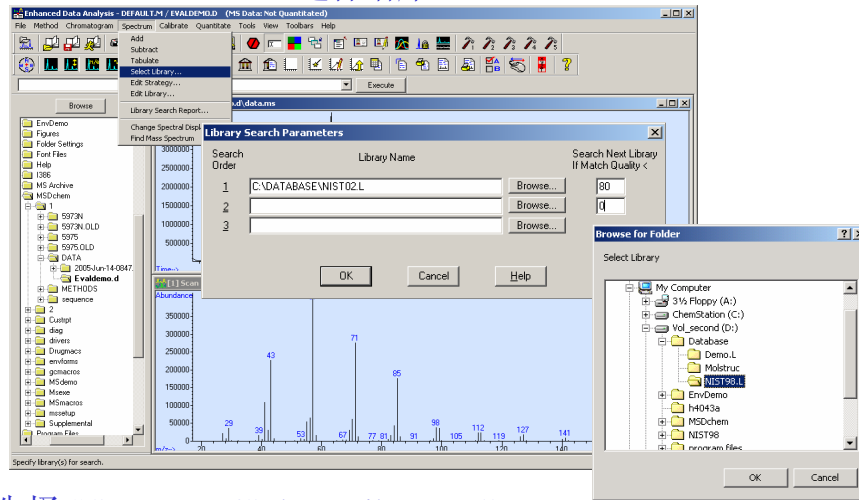 Enhanced Data Analysis - DEFAULT.M / EVALDEMO.D (MS Data: Not Quantitated)
File Method Chromatogram Spectrum Calibrate Quantitate Tools View Toolbars Help
Add
Subtract
Tabulate
Select Library...
Edit Strategy...
Edit Library...
Library Search Report...
Change Spectral Displ
Find Mass Spectrum
Execute
Browse
o.d\data.ms
EnvDemo
Figures
Folder Settings
Font Files
Help
I386
MS Archive
MSDchem
1
5973N
5973N.OLD
5975
5975.OLD
DATA
2005-Jun-14-0847.
Evaldemo.d
METHODS
sequence
2
Custrpt
diag
drivers
Drugmacs
envforms
gcmacros
MSdemo
Msexe
MSmacros
mssetup
Supplemental
Program Files
3000000
2500000
2000000
1500000
1000000
500000
Time-->
Library Search Parameters
Search Order
Library Name
Search Next Library
If Match Quality <
1 C:\DATABASE\NIST02.L Browse... 80
2 Browse... 0
3 Browse...
OK Cancel Help
[1] Scan
Abundance
350000
300000
250000
200000
150000
100000
50000
0
29 39 43 53 67 71 77 81 85 91 98 105 112 119 127 141
m/z--> 20 40 60 80 100 120 140
Specify library(s) for search.
Browse for Folder
Select Library
My Computer
3½ Floppy (A:)
ChemStation (C:)
Vol_second (D:)
Database
Demo.L
Molstruc
NIST98.L
EnvDemo
h4043a
MSDchem
NIST98
program files
OK Cancel